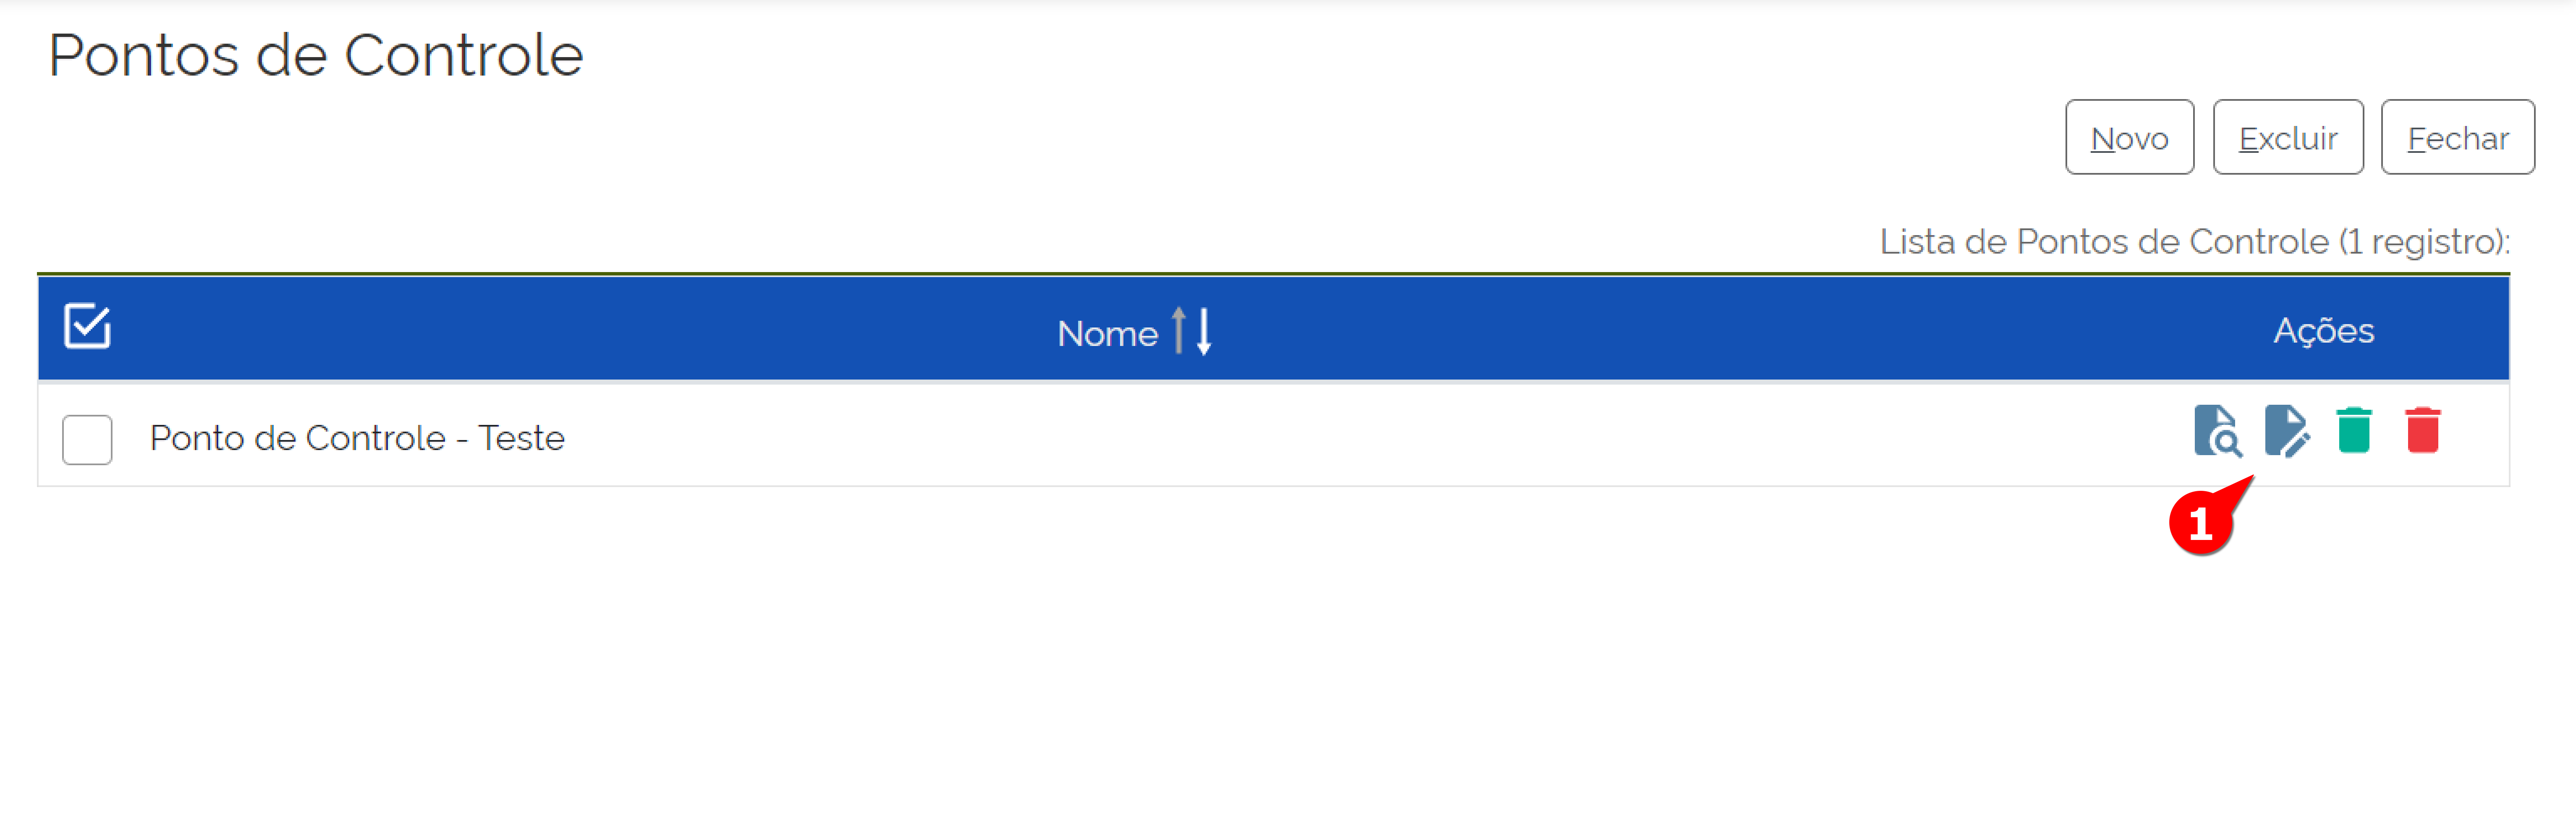 Pontos de Controle
Novo Excluir Fechar
Lista de Pontos de Controle (1 registro):
Nome Ações
Ponto de Controle - Teste
1